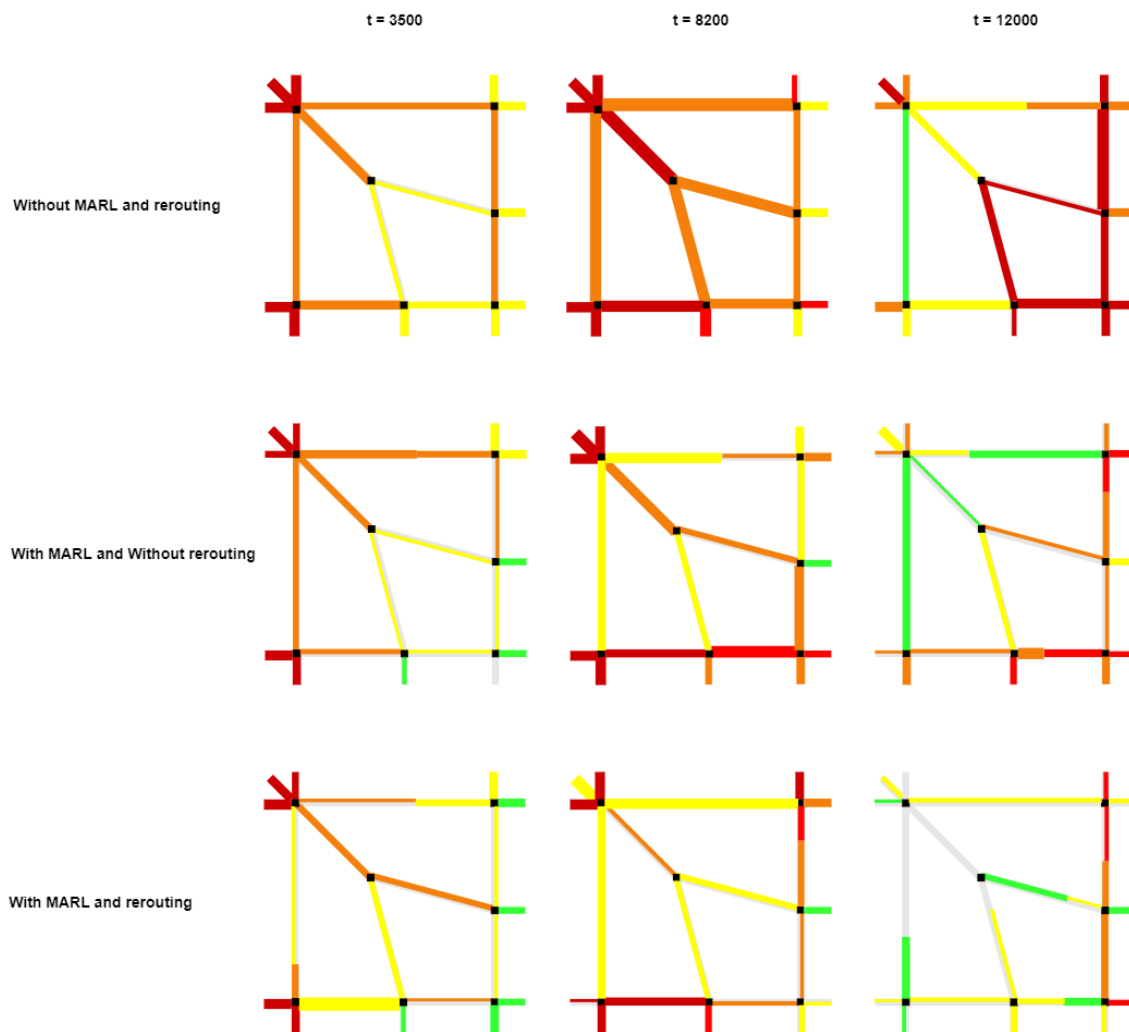 t = 3500
t = 8200
t = 12000
Without MARL and rerouting
With MARL and Without rerouting
With MARL and rerouting